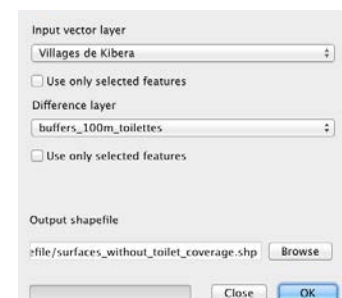 Input vector layer
Villages de Kibera
Use only selected features
Difference layer
buffers_100m_toilettes
Use only selected features
Output shapefile
efile/surfaces_without_toilet_coverage.shp Browse
Close OK